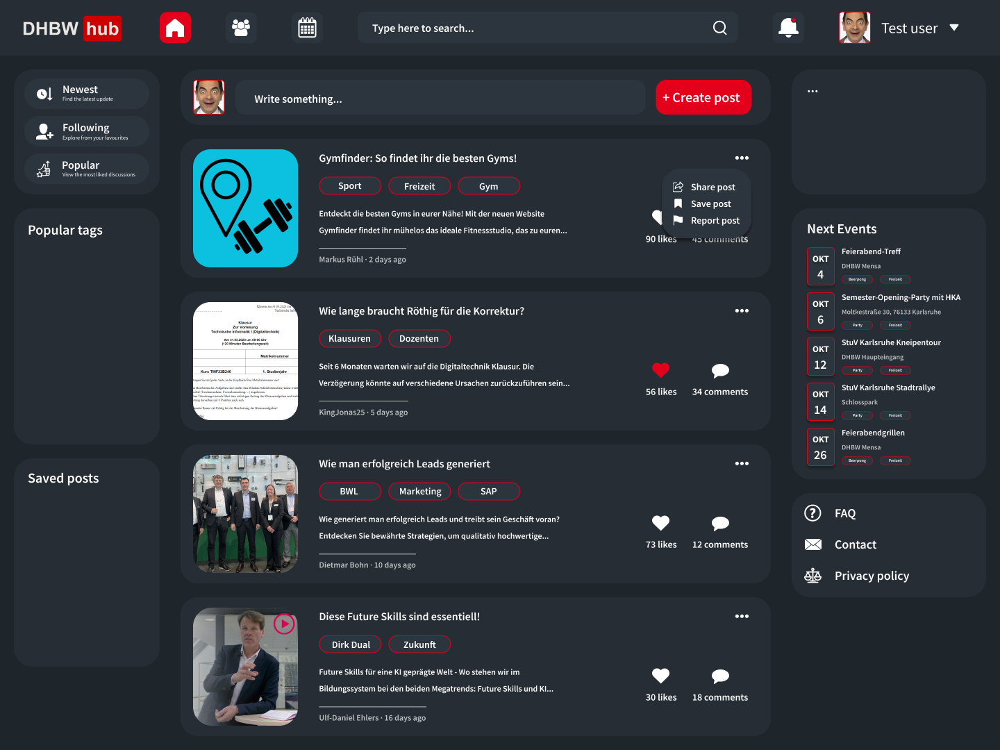 DHBW hub
Type here to search...
Test user
Newest
Find the latest update
Following
Explore from your favourites
Popular
View the most liked discussions
Popular tags
Saved posts
Write something...
+ Create post
Gymfinder: So findet ihr die besten Gyms!
Sport Freizeit Gym
Entdeckt die besten Gyms in eurer Nähe! Mit der neuen Website
Gymfinder findet ihr mühelos das ideale Fitnessstudio, das zu euren...
Markus Rühl · 2 days ago
Share post
Save post
Report post
90 likes 45 comments
Wie lange braucht Röthig für die Korrektur?
Klausuren Dozenten
Seit 6 Monaten warten wir auf die Digitaltechnik Klausur. Die
Verzögerung könnte auf verschiedene Ursachen zurückzuführen sein...
KingJonas25 · 5 days ago
56 likes 34 comments
Klausur
Zur Vorlesung
Technische Informatik I (Digitaltechnik)
Am 31.03.2023 um 09:00 Uhr
(120 Minuten Bearbeitungszeit)
Matrikelnummer
Kurs TINF22B246 1. Studienjahr
Wie man erfolgreich Leads generiert
BWL Marketing SAP
Wie generiert man erfolgreich Leads und treibt sein Geschäft voran?
Entdecken Sie bewährte Strategien, um qualitativ hochwertige...
Dietmar Bohn · 10 days ago
73 likes 12 comments
Diese Future Skills sind essentiell!
Dirk Dual Zukunft
Future Skills für eine KI geprägte Welt - Wo stehen wir im
Bildungssystem bei den beiden Megatrends: Future Skills und KI...
Ulf-Daniel Ehlers · 16 days ago
30 likes 18 comments
...
Next Events
OKT
4
Feierabend-Treff
DHBW Mensa
Beerpong Freizeit
OKT
6
Semester-Opening-Party mit HKA
Moltkestraße 30, 76133 Karlsruhe
Party Freizeit
OKT
12
StuV Karlsruhe Kneipentour
DHBW Haupteingang
Party Freizeit
OKT
14
StuV Karlsruhe Stadtrallye
Schlosspark
Party Freizeit
OKT
26
Feierabendgrillen
DHBW Mensa
Beerpong Freizeit
FAQ
Contact
Privacy policy